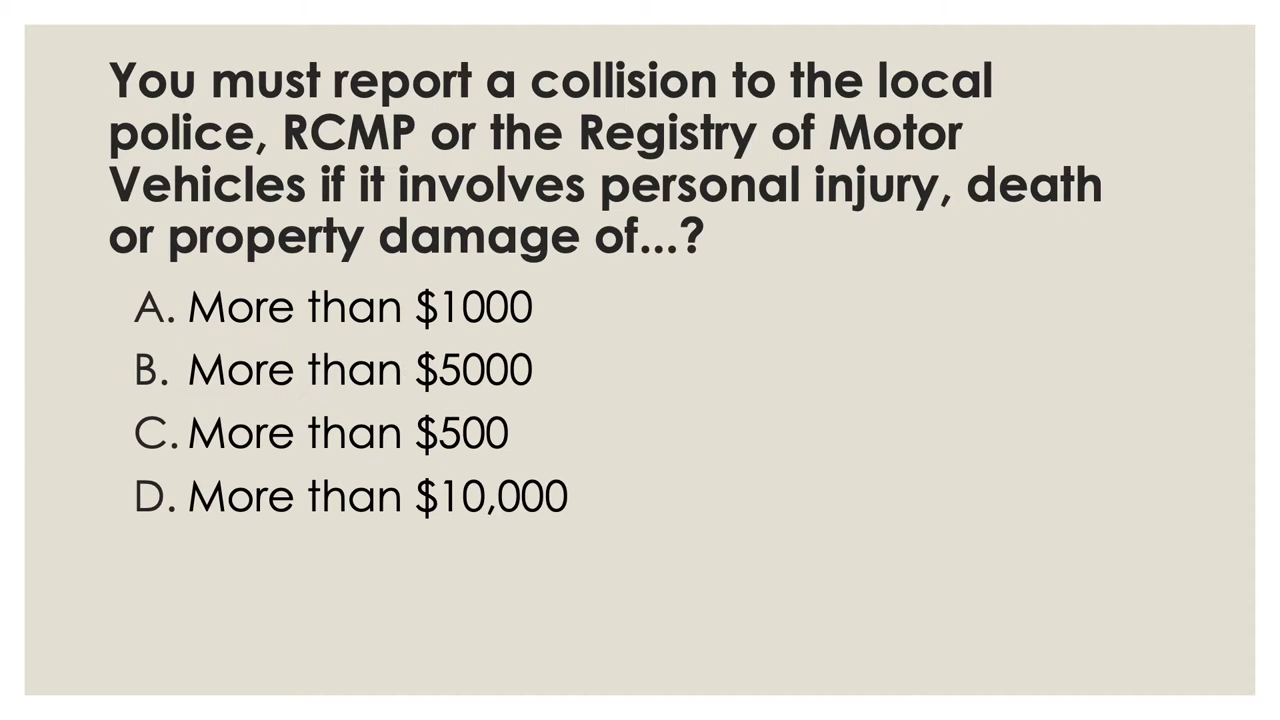 You must report a collision to the local
police, RCMP or the Registry of Motor
Vehicles if it involves personal injury, death
or property damage of...?
A. More than $1000
B. More than $5000
C. More than $500
D. More than $10,000